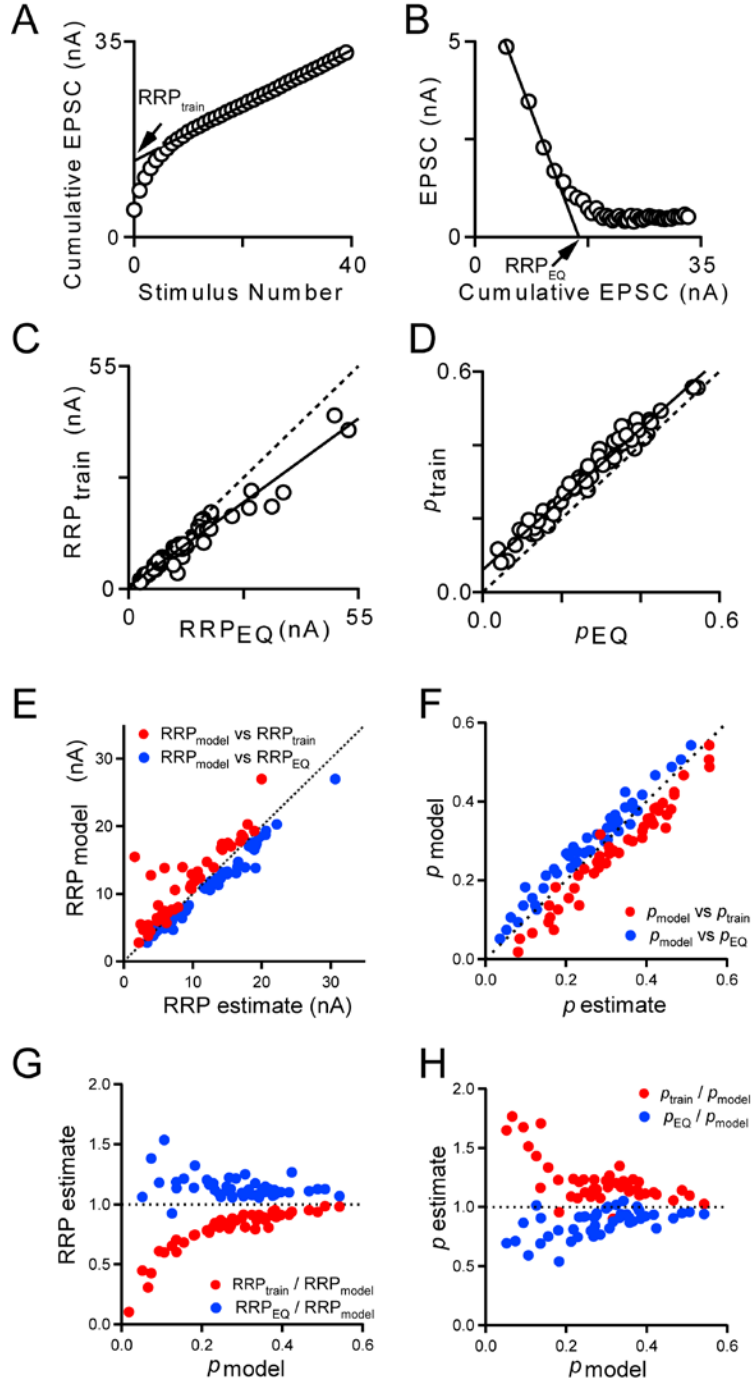 A
35
Cumulative EPSC (nA)
RRPtrain
0
0
40
Stimulus Number
B
5
EPSC (nA)
0
0
35
RRPEQ
Cumulative EPSC (nA)
C
55
RRPtrain (nA)
0
0
55
RRPEQ (nA)
D
0.6
ptrain
0.0
0.0
0.6
pEQ
E
RRPmodel vs RRPtrain
RRPmodel vs RRPEQ
RRP model (nA)
30
20
10
0
0
10
20
30
RRP estimate (nA)
F
0.6
0.4
0.2
0.0
p model
pmodel vs ptrain
pmodel vs pEQ
0.0
0.2
0.4
0.6
p estimate
G
2.0
1.5
1.0
0.5
0.0
RRP estimate
RRPtrain / RRPmodel
RRPEQ / RRPmodel
0.0
0.2
0.4
0.6
pmodel
H
2.0
1.5
1.0
0.5
0.0
p estimate
ptrain / pmodel
pEQ / pmodel
0.0
0.2
0.4
0.6
pmodel